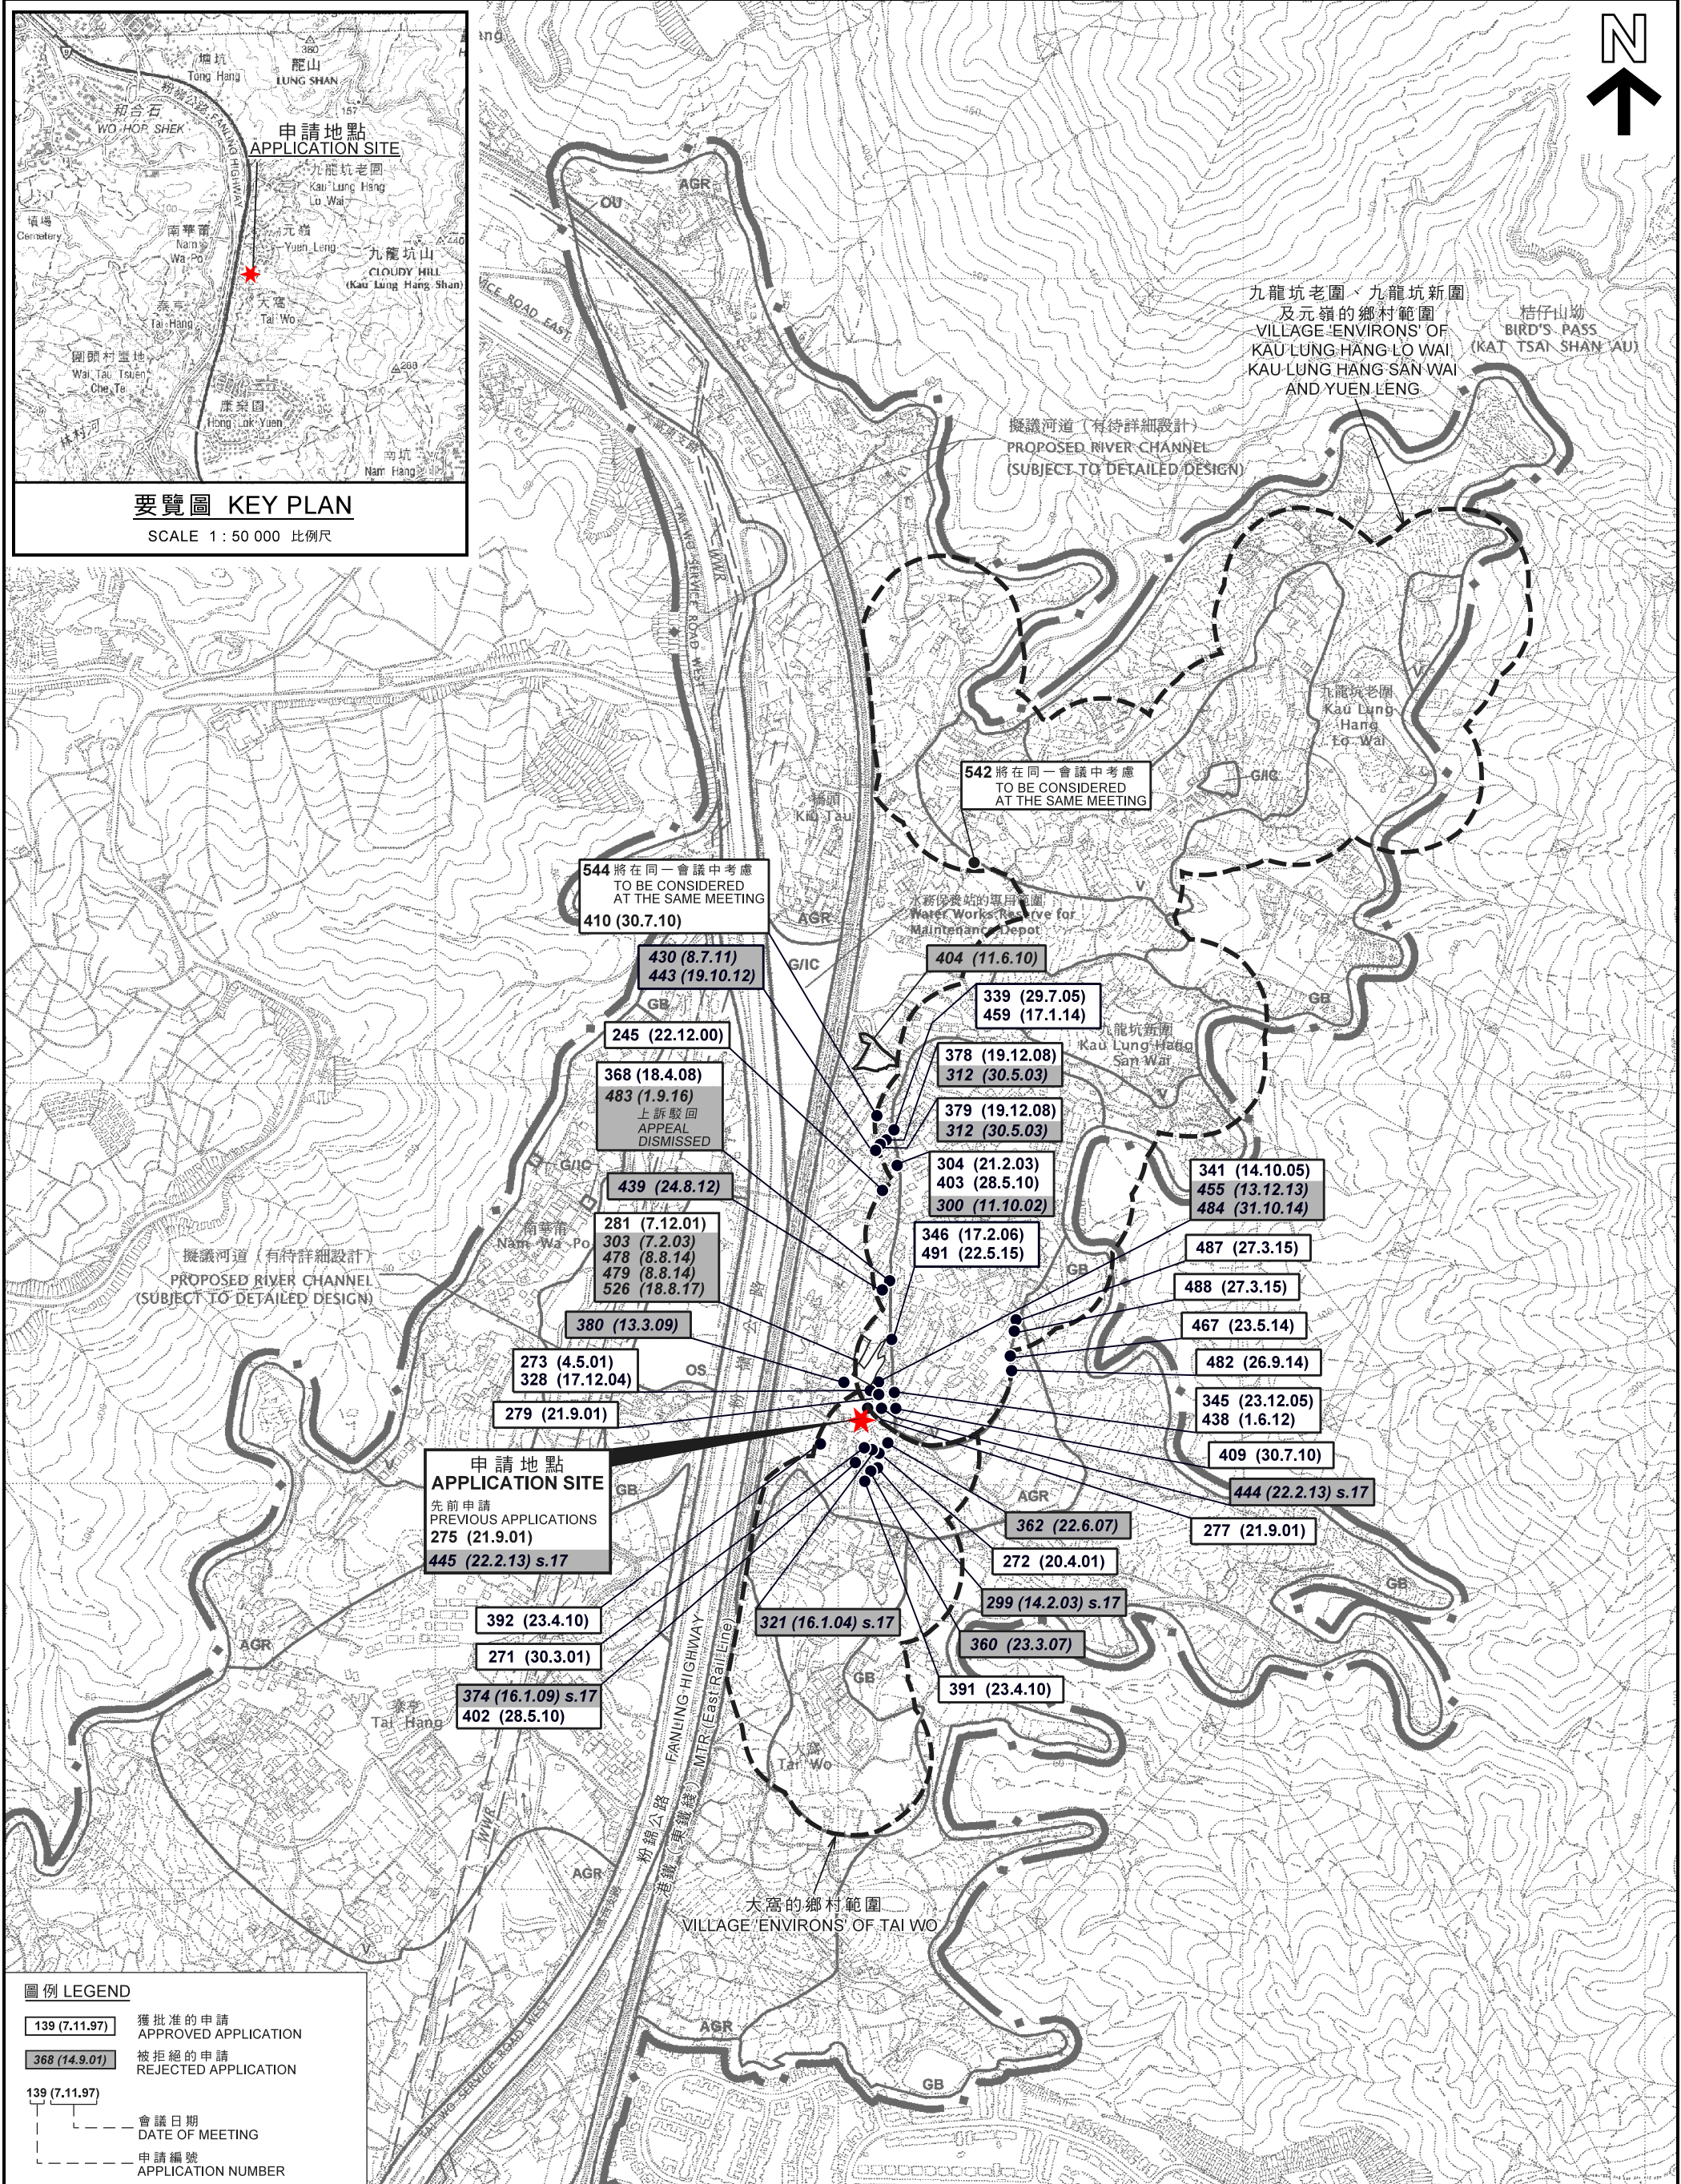 塘坑
Tong Hang
380
龍山
LUNG SHAN
157
粉嶺公路 FANLING HIGHWAY
和合石
WO HOP SHEK
申請地點
APPLICATION SITE
九龍坑老圍
Kau Lung Hang
Lo Wai
墳場
Cemetery
南華莆
Nam
Wa Po
元嶺
Yuen Leng
440
九龍坑山
CLOUDY HILL
(Kau Lung Hang Shan)
泰亨
Tai Hang
大窩
Tai Wo
圍頭村墓地
Wai Tau Tsuen
Che Te
康樂園
Hong Lok Yuen
林村河
南坑
Nam Hang
要覽圖 KEY PLAN
SCALE 1 : 50 000 比例尺
N
AGR
OU
九龍坑老圍、九龍坑新圍
及元嶺的鄉村範圍
VILLAGE 'ENVIRONS' OF
KAU LUNG HANG LO WAI,
KAU LUNG HANG SAN WAI
AND YUEN LENG
桔仔山坳
BIRD'S PASS
(KAT TSAI SHAN AU)
擬議河道（有待詳細設計）
PROPOSED RIVER CHANNEL
(SUBJECT TO DETAILED DESIGN)
TAI WO SERVICE ROAD WEST
WWR
九龍坑老圍
Kau Lung
Hang
Lo Wai
V
G/IC
542 將在同一會議中考慮
TO BE CONSIDERED
AT THE SAME MEETING
橋頭
Kiu Tau
544 將在同一會議中考慮
TO BE CONSIDERED
AT THE SAME MEETING
410 (30.7.10)
AGR
水務保養站的專用範圍
Water Works Reserve for
Maintenance Depot
V
430 (8.7.11)
443 (19.10.12)
G/IC
404 (11.6.10)
GB
339 (29.7.05)
459 (17.1.14)
GB
245 (22.12.00)
九龍坑新圍
Kau Lung Hang
San Wai
V
368 (18.4.08)
483 (1.9.16)
上訴駁回
APPEAL
DISMISSED
378 (19.12.08)
312 (30.5.03)
379 (19.12.08)
312 (30.5.03)
G/IC
304 (21.2.03)
403 (28.5.10)
300 (11.10.02)
341 (14.10.05)
455 (13.12.13)
484 (31.10.14)
439 (24.8.12)
南華莆
Nam Wa Po
281 (7.12.01)
303 (7.2.03)
478 (8.8.14)
479 (8.8.14)
526 (18.8.17)
346 (17.2.06)
491 (22.5.15)
487 (27.3.15)
擬議河道（有待詳細設計）
PROPOSED RIVER CHANNEL
(SUBJECT TO DETAILED DESIGN)
GB
488 (27.3.15)
380 (13.3.09)
467 (23.5.14)
273 (4.5.01)
328 (17.12.04)
OS
482 (26.9.14)
279 (21.9.01)
345 (23.12.05)
438 (1.6.12)
申請地點
APPLICATION SITE
先前申請
PREVIOUS APPLICATIONS
275 (21.9.01)
445 (22.2.13) s.17
V
GB
409 (30.7.10)
444 (22.2.13) s.17
AGR
362 (22.6.07)
277 (21.9.01)
272 (20.4.01)
GB
299 (14.2.03) s.17
392 (23.4.10)
321 (16.1.04) s.17
AGR
360 (23.3.07)
271 (30.3.01)
GB
391 (23.4.10)
374 (16.1.09) s.17
402 (28.5.10)
泰亨
Tai Hang
粉錦公路 FANLING HIGHWAY
港鐵（東鐵綫）MTR (East Rail Line)
大窩
Tai Wo
V
WWR
AGR
大窩的鄉村範圍
VILLAGE 'ENVIRONS' OF TAI WO
V
TAI WO SERVICE ROAD WEST
AGR
GB
圖例 LEGEND
139 (7.11.97)
獲批准的申請
APPROVED APPLICATION
368 (14.9.01)
被拒絕的申請
REJECTED APPLICATION
139 (7.11.97)
會議日期
DATE OF MEETING
申請編號
APPLICATION NUMBER